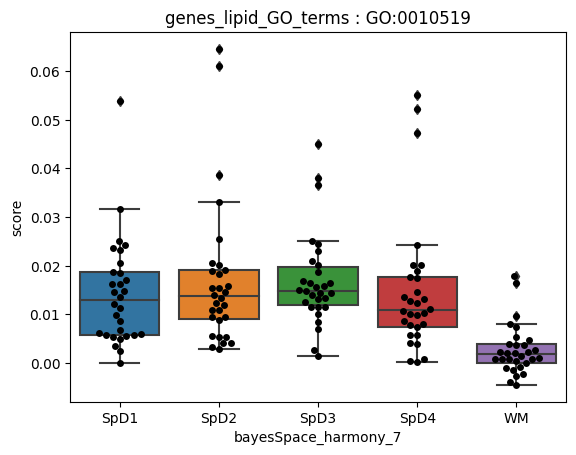 genes_lipid_GO_terms : GO:0010519
0.06
0.05
0.04
0.03
0.02
0.01
0.00
score
SpD1 SpD2 SpD3 SpD4 WM
bayesSpace_harmony_7